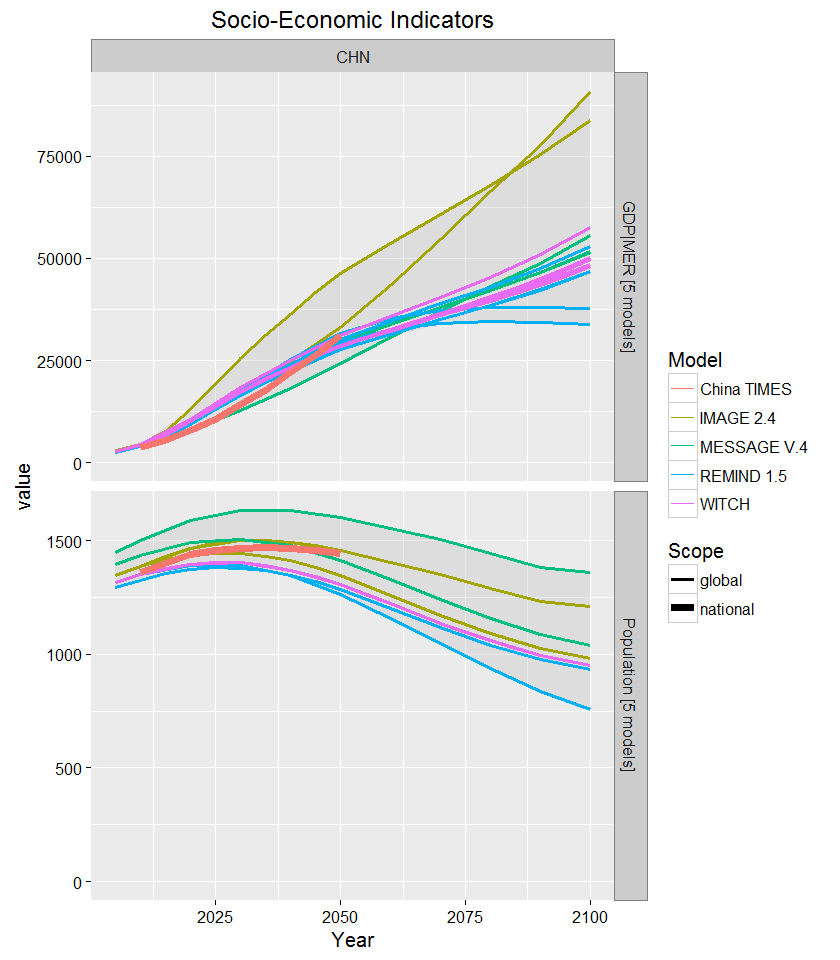 Socio-Economic Indicators
CHN
75000
50000
25000
0
GDP|MER [5 models]
1500
1000
500
0
Population [5 models]
value
2025
2050
2075
2100
Year
Model
China TIMES
IMAGE 2.4
MESSAGE V.4
REMIND 1.5
WITCH
Scope
global
national